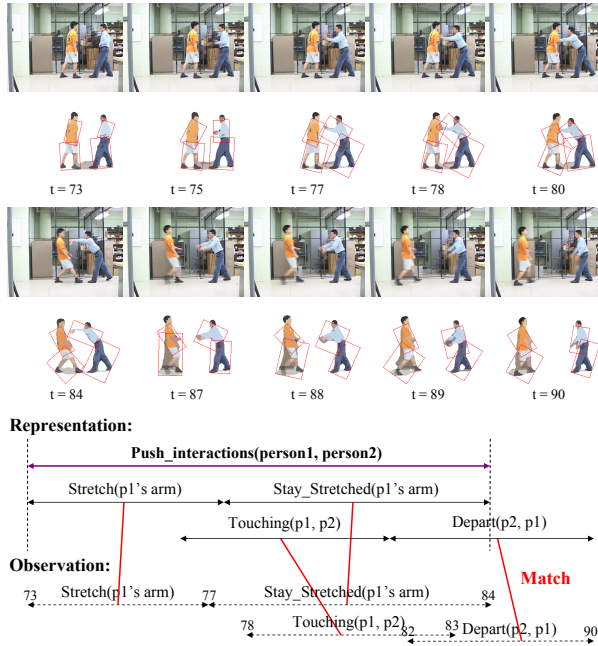 t = 73 t = 75 t = 77 t = 78 t = 80
t = 84 t = 87 t = 88 t = 89 t = 90
Representation:
Push_interactions(person1, person2)
Stretch(p1's arm) Stay_Stretched(p1's arm)
Touching(p1, p2) Depart(p2, p1)
Observation:
Match
73 Stretch(p1's arm) 77 Stay_Stretched(p1's arm) 84
78 Touching(p1, p2) 83
82 Depart(p2, p1) 90